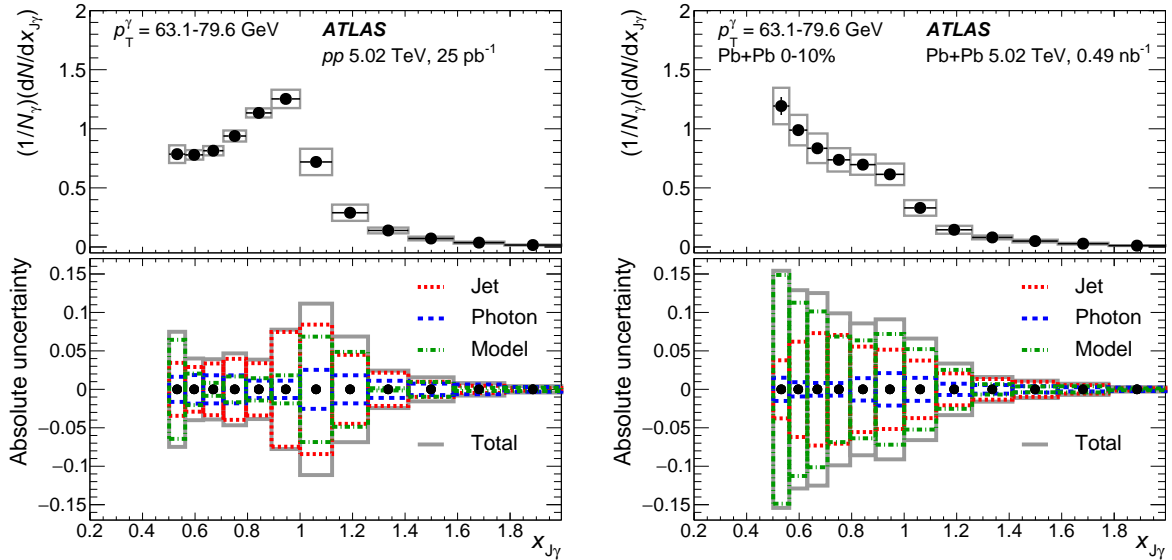 p_T^γ = 63.1-79.6 GeV
ATLAS
pp 5.02 TeV, 25 pb⁻¹
(1/N_γ)(dN/dx_Jγ)
2
1.5
1
0.5
0
Absolute uncertainty
0.15
0.1
0.05
0
−0.05
−0.1
−0.15
Jet
Photon
Model
Total
0.2 0.4 0.6 0.8 1 1.2 1.4 1.6 1.8
x_Jγ
p_T^γ = 63.1-79.6 GeV
ATLAS
Pb+Pb 0-10%
Pb+Pb 5.02 TeV, 0.49 nb⁻¹
(1/N_γ)(dN/dx_Jγ)
2
1.5
1
0.5
0
Absolute uncertainty
0.15
0.1
0.05
0
−0.05
−0.1
−0.15
Jet
Photon
Model
Total
0.2 0.4 0.6 0.8 1 1.2 1.4 1.6 1.8
x_Jγ